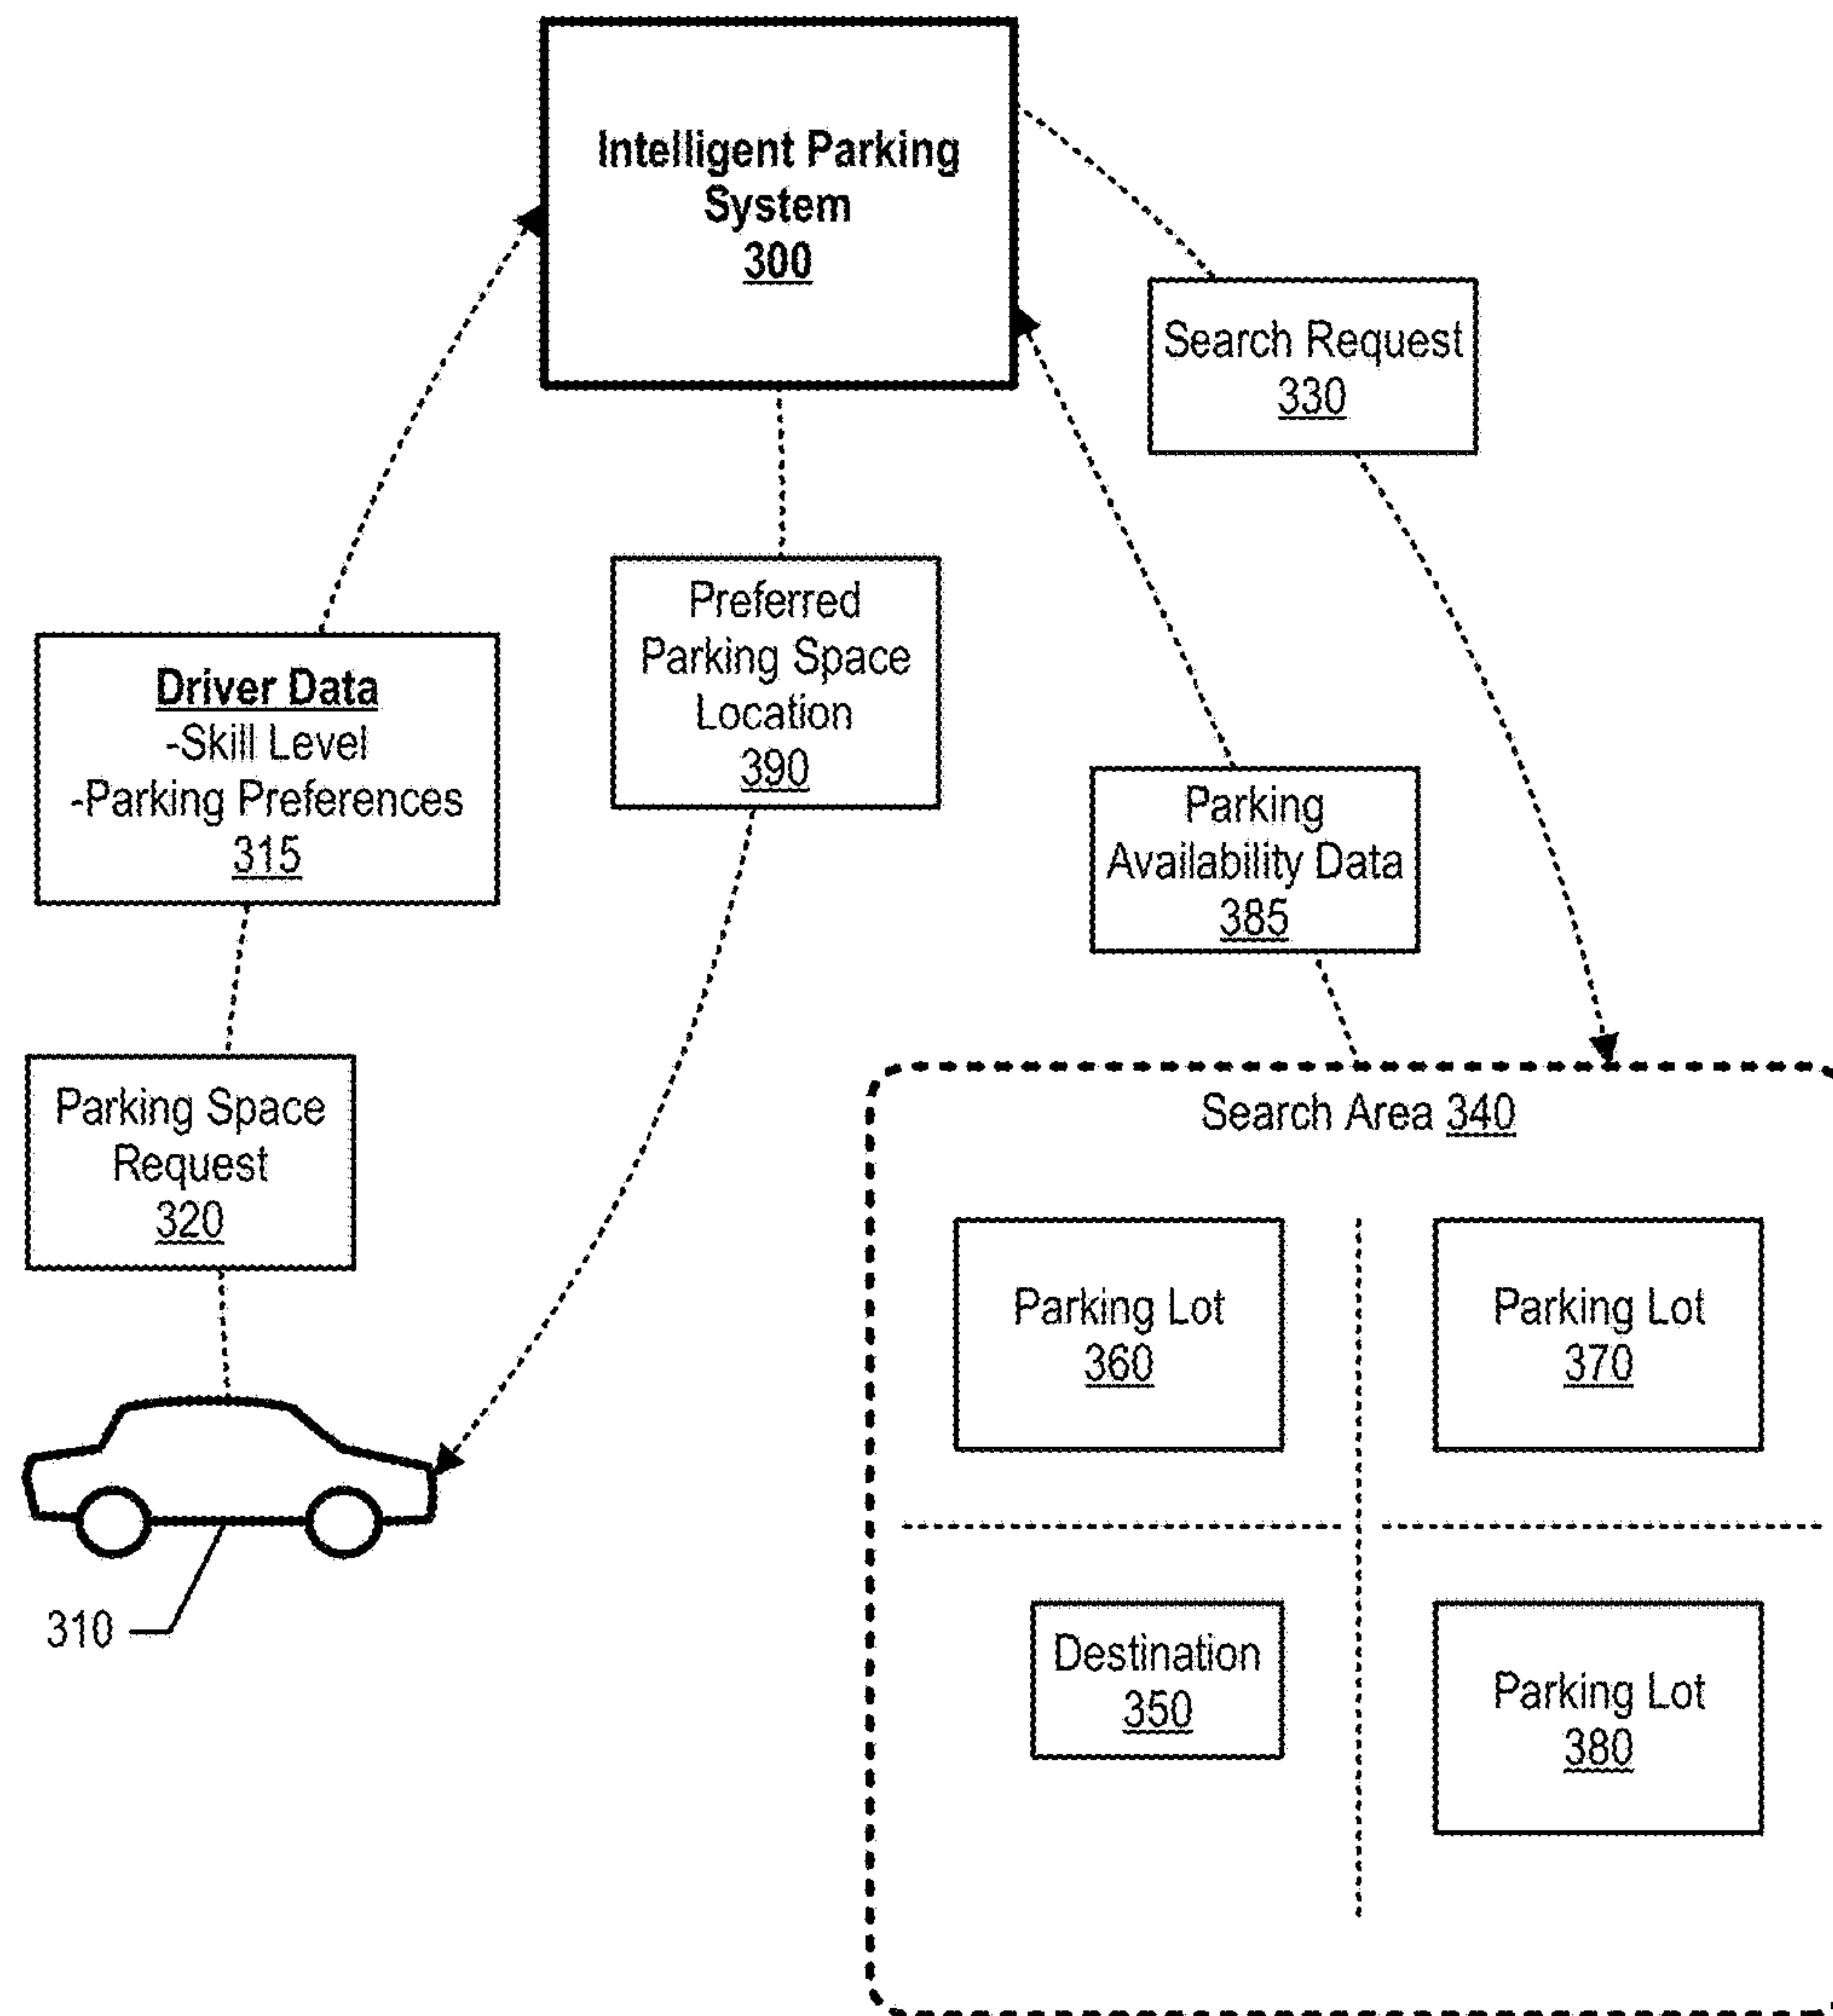 Intelligent Parking
System
300
Search Request
330
Preferred
Parking Space
Location
390
Driver Data
-Skill Level
-Parking Preferences
315
Parking
Availability Data
385
Parking Space
Request
320
Search Area 340
Parking Lot
360
Parking Lot
370
310
Destination
350
Parking Lot
380